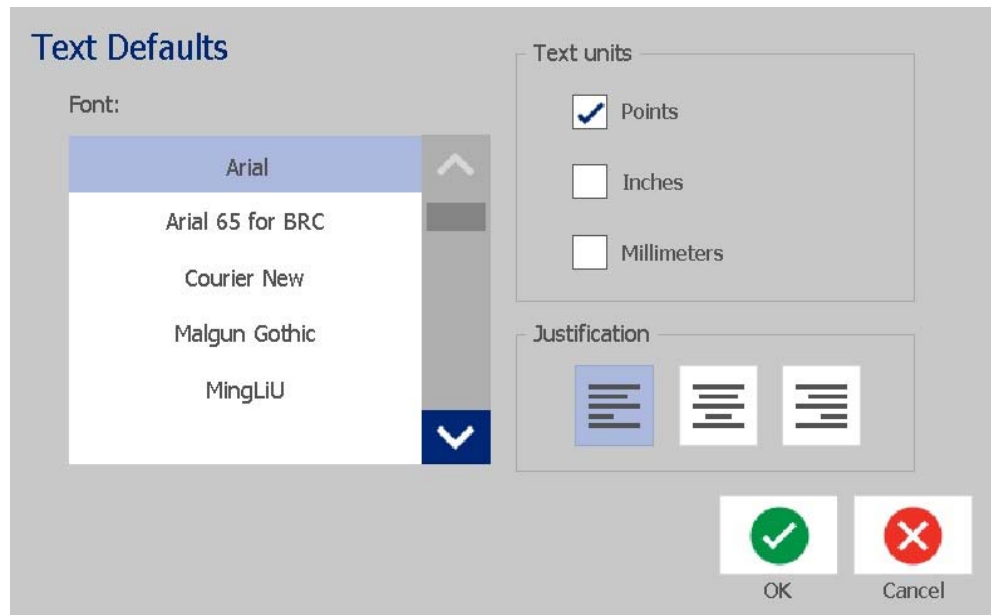 Text Defaults
Font:
Arial
Arial 65 for BRC
Courier New
Malgun Gothic
MingLiU
Text units
Points
Inches
Millimeters
Justification
OK
Cancel